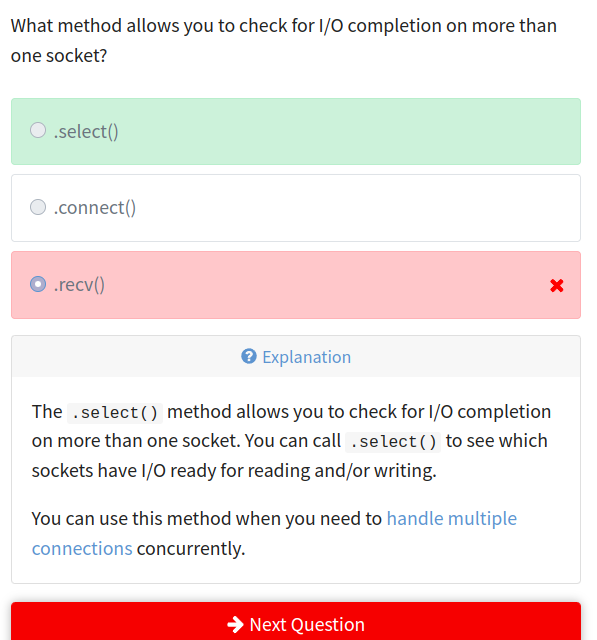 What method allows you to check for I/O completion on more than
one socket?
.select()
.connect()
.recv()
Explanation
The .select() method allows you to check for I/O completion
on more than one socket. You can call .select() to see which
sockets have I/O ready for reading and/or writing.
You can use this method when you need to handle multiple
connections concurrently.
Next Question